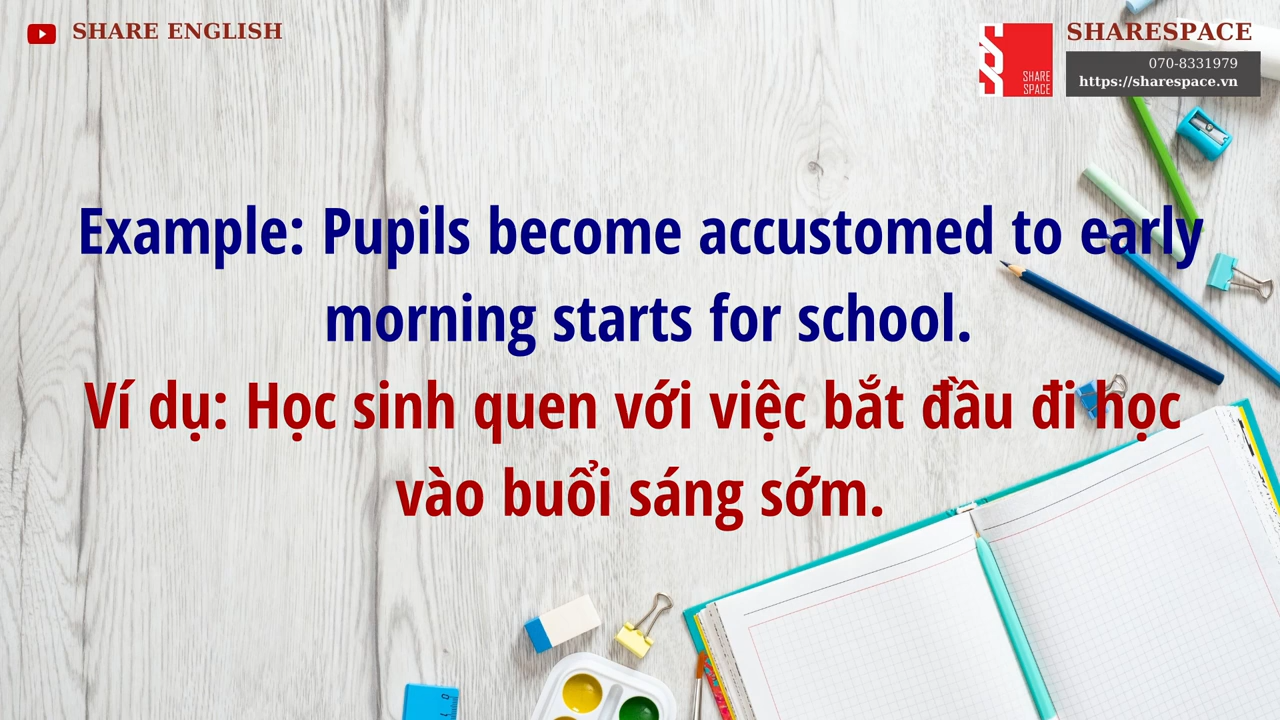 SHARE ENGLISH
SHARESPACE
070-8331979
https://sharespace.vn
SHARE
SPACE
Example: Pupils become accustomed to early
morning starts for school.
Ví dụ: Học sinh quen với việc bắt đầu đi học
vào buổi sáng sớm.